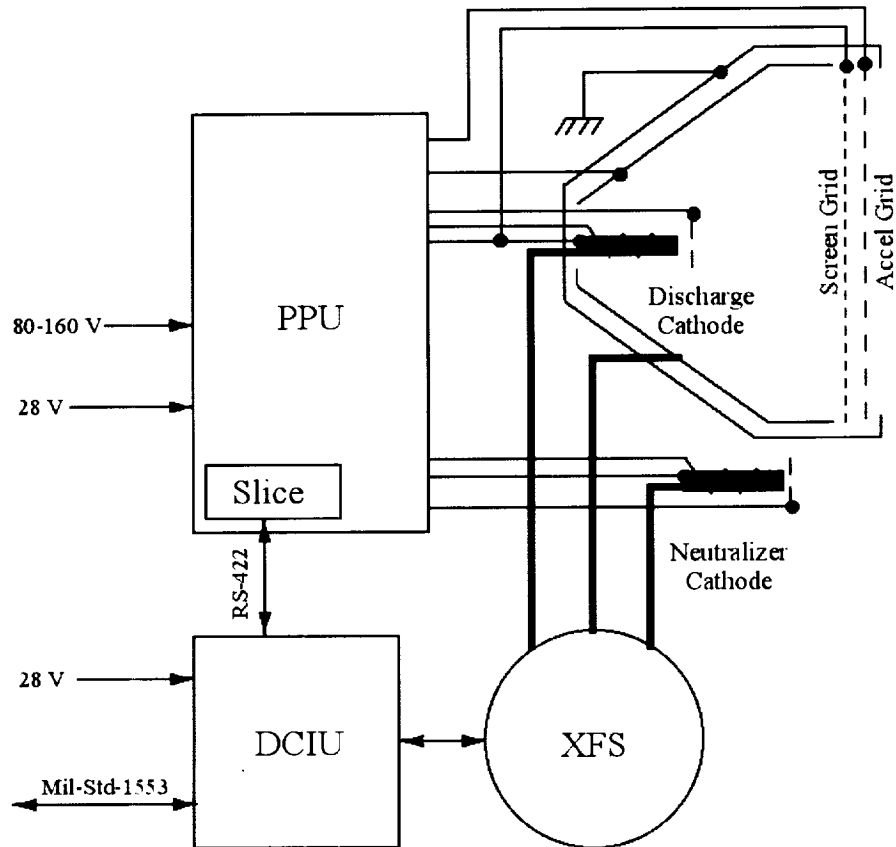 Screen Grid
Accel Grid
PPU
Discharge
Cathode
80-160 V
28 V
Slice
RS-422
Neutralizer
Cathode
28 V
DCIU
XFS
Mil-Std-1553